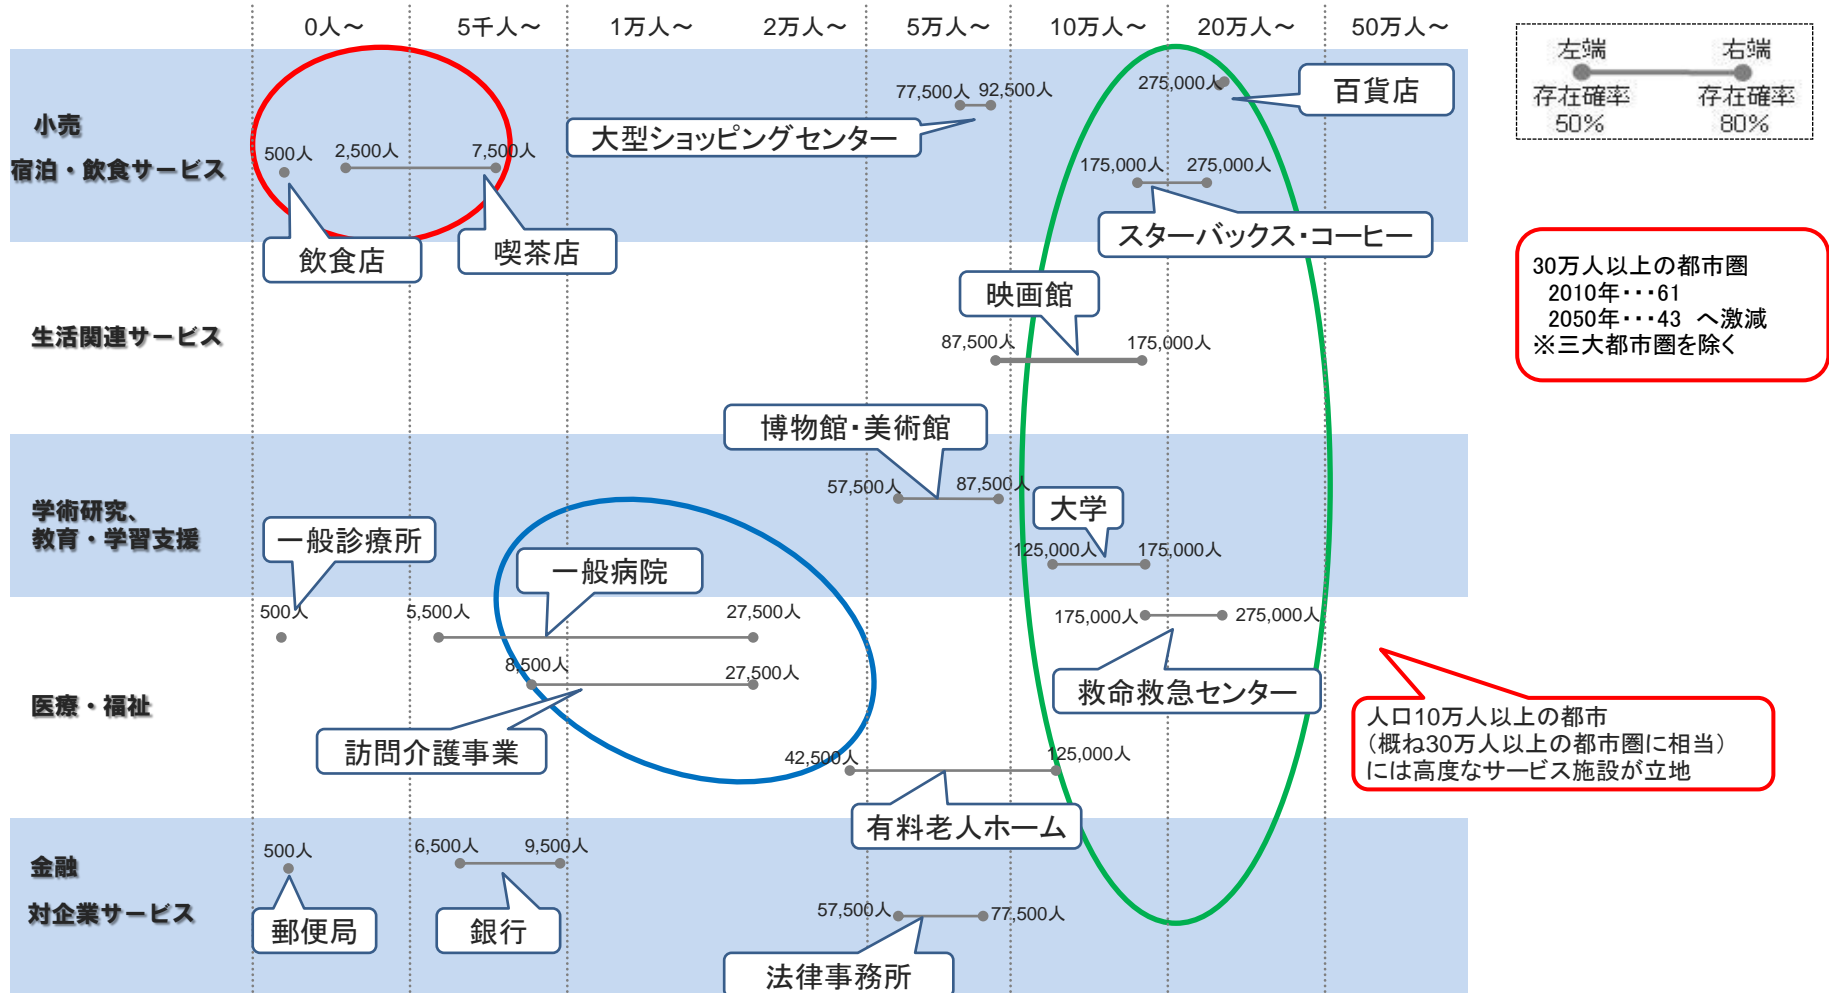 0人～
5千人～
1万人～
2万人～
5万人～
10万人～
20万人～
50万人～
左端
右端
存在確率
存在確率
50%
80%
小売
宿泊・飲食サービス
500人
2,500人
7,500人
飲食店
喫茶店
77,500人
92,500人
大型ショッピングセンター
275,000人
百貨店
175,000人
275,000人
スターバックス・コーヒー
30万人以上の都市圏
2010年・・・61
2050年・・・43 へ激減
※三大都市圏を除く
生活関連サービス
映画館
87,500人
175,000人
学術研究、
教育・学習支援
博物館・美術館
57,500人
87,500人
大学
125,000人
175,000人
医療・福祉
一般診療所
500人
一般病院
5,500人
27,500人
8,500人
27,500人
訪問介護事業
175,000人
275,000人
救命救急センター
42,500人
125,000人
有料老人ホーム
人口10万人以上の都市
（概ね30万人以上の都市圏に相当）
には高度なサービス施設が立地
金融
対企業サービス
500人
郵便局
6,500人
9,500人
銀行
57,500人
77,500人
法律事務所